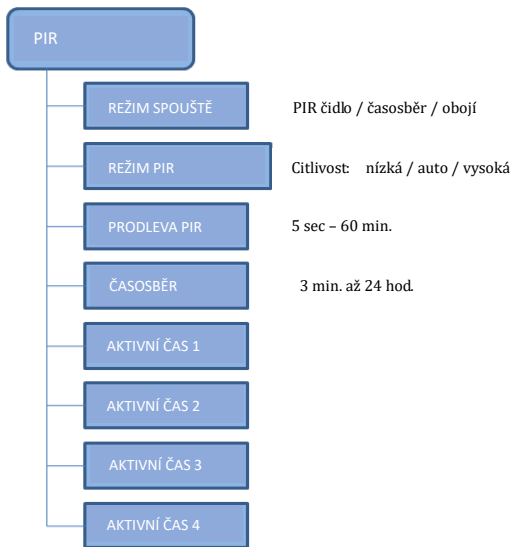 PIR
REŽIM SPOUŠTĚ PIR čidlo / časosběr / obojí
REŽIM PIR Citlivost: nízká / auto / vysoká
PRODLEVA PIR 5 sec – 60 min.
ČASOSBĚR 3 min. až 24 hod.
AKTIVNÍ ČAS 1
AKTIVNÍ ČAS 2
AKTIVNÍ ČAS 3
AKTIVNÍ ČAS 4